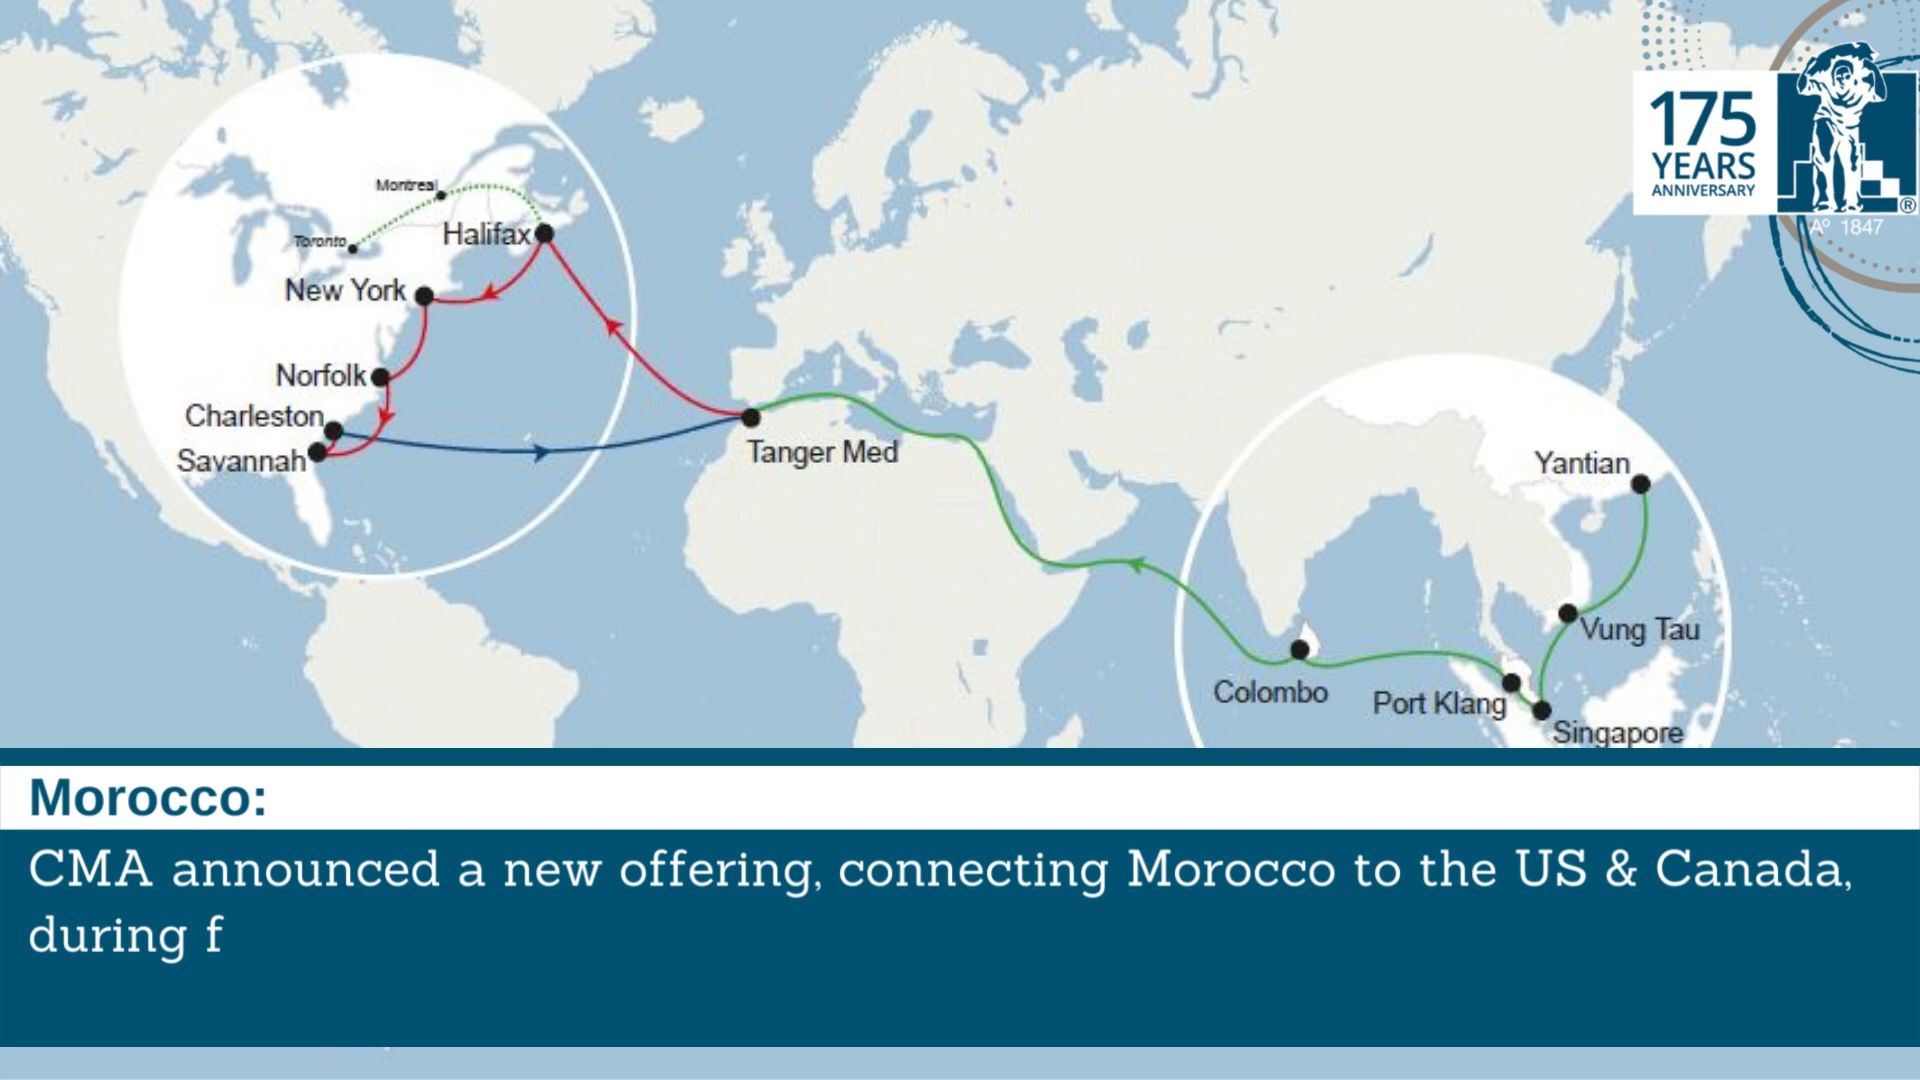 175
YEARS
ANNIVERSARY
®
Aº 1847
Montreal
Toronto
Halifax
New York
Norfolk
Charleston
Savannah
Tanger Med
Yantian
Vung Tau
Colombo
Port Klang
Singapore
Morocco:
CMA announced a new offering, connecting Morocco to the US & Canada,
during f